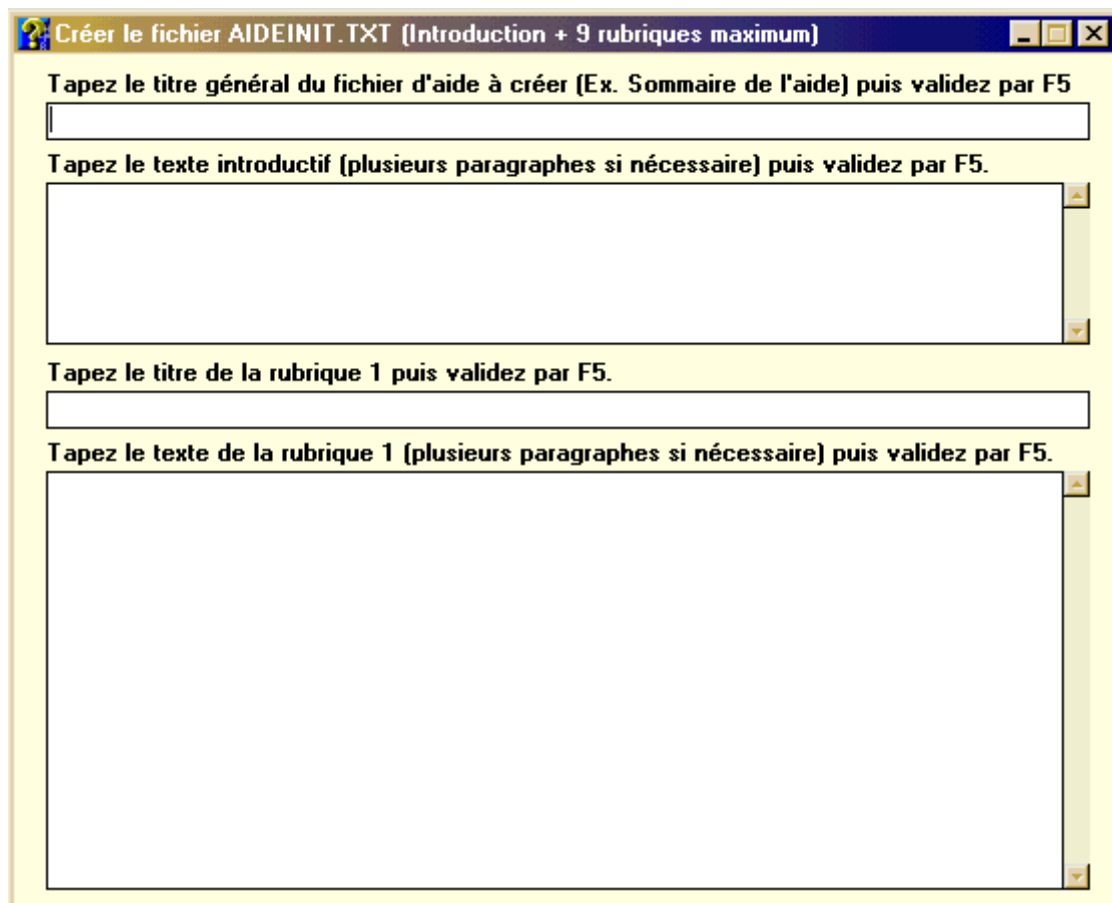 Créer le fichier AIDEINIT.TXT (Introduction + 9 rubriques maximum)
Tapez le titre général du fichier d'aide à créer (Ex. Sommaire de l'aide) puis validez par F5
Tapez le texte introductif (plusieurs paragraphes si nécessaire) puis validez par F5.
Tapez le titre de la rubrique 1 puis validez par F5.
Tapez le texte de la rubrique 1 (plusieurs paragraphes si nécessaire) puis validez par F5.